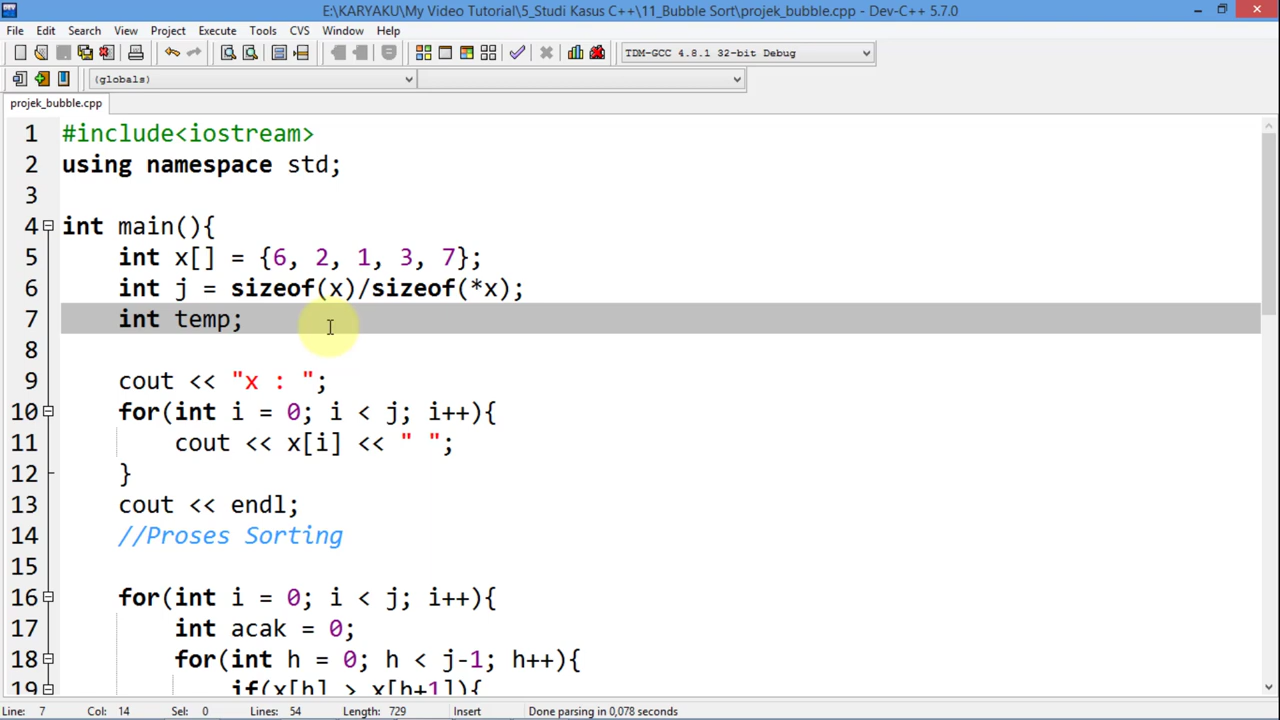 E:\KARYAKU\My Video Tutorial\5_Studi Kasus C++\11_Bubble Sort\projek_bubble.cpp - Dev-C++ 5.7.0
File Edit Search View Project Execute Tools CVS Window Help
TDM-GCC 4.8.1 32-bit Debug
(globals)
projek_bubble.cpp
1 #include<iostream>
2 using namespace std;
3
4 int main(){
5 int x[] = {6, 2, 1, 3, 7};
6 int j = sizeof(x)/sizeof(*x);
7 int temp;
8
9 cout << "x : ";
10 for(int i = 0; i < j; i++){
11 cout << x[i] << " ";
12 }
13 cout << endl;
14 //Proses Sorting
15
16 for(int i = 0; i < j; i++){
17 int acak = 0;
18 for(int h = 0; h < j-1; h++){
19 if(x[h] > x[h+1]){
Line: 7 Col: 14 Sel: 0 Lines: 54 Length: 729 Insert Done parsing in 0,078 seconds